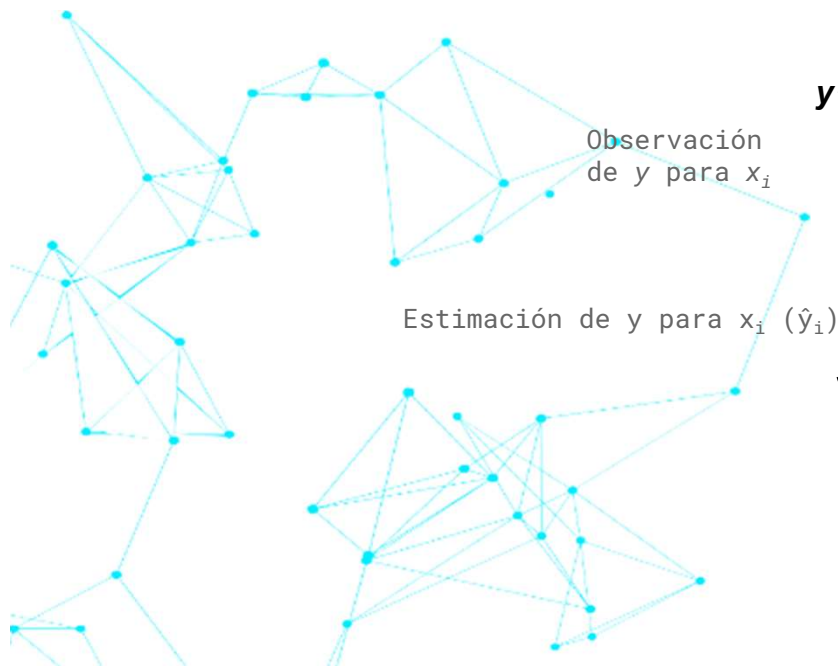 y
Observación
de y para xᵢ
Estimación de y para xᵢ (ŷᵢ)